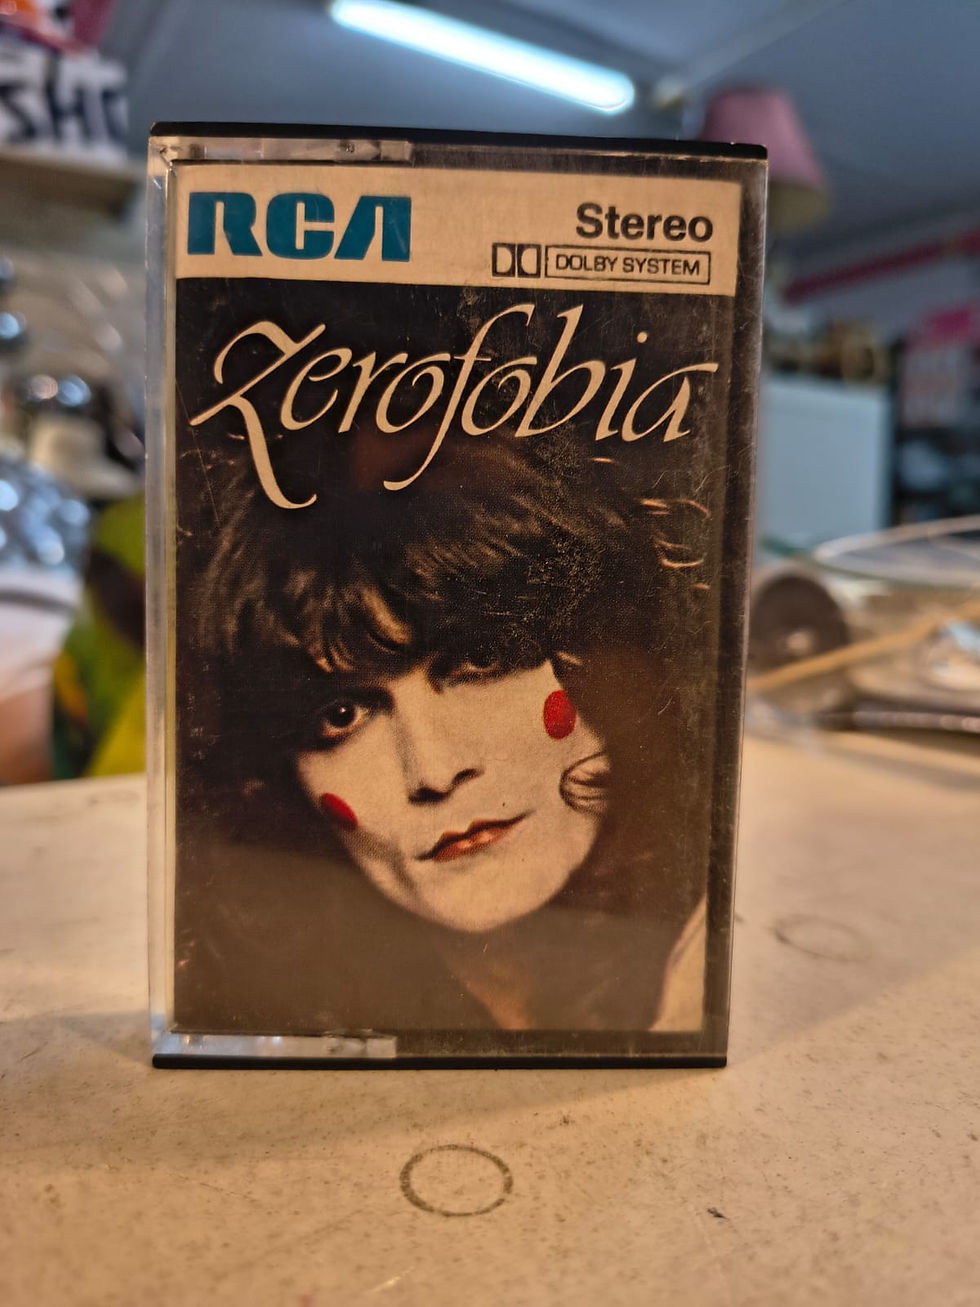 RCA
Stereo
DOLBY SYSTEM
Zerofobia